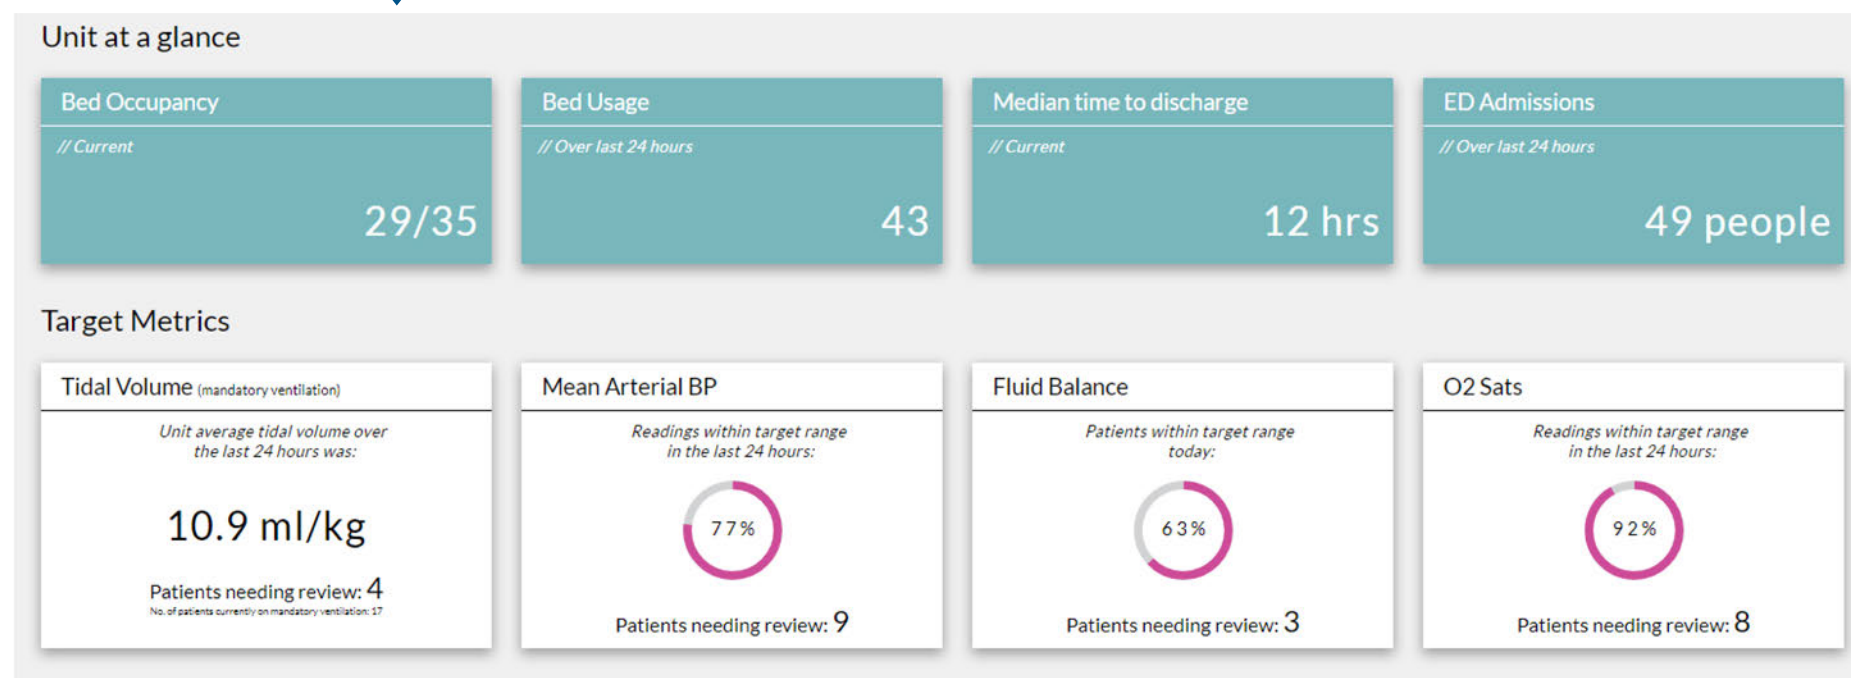 Unit at a glance
Bed Occupancy
// Current
29/35
Bed Usage
// Over last 24 hours
43
Median time to discharge
// Current
12 hrs
ED Admissions
// Over last 24 hours
49 people
Target Metrics
Tidal Volume (mandatory ventilation)
Unit average tidal volume over
the last 24 hours was:
10.9 ml/kg
Patients needing review: 4
No. of patients currently on mandatory ventilation: 17
Mean Arterial BP
Readings within target range
in the last 24 hours:
77%
Patients needing review: 9
Fluid Balance
Patients within target range
today:
63%
Patients needing review: 3
O2 Sats
Readings within target range
in the last 24 hours:
92%
Patients needing review: 8